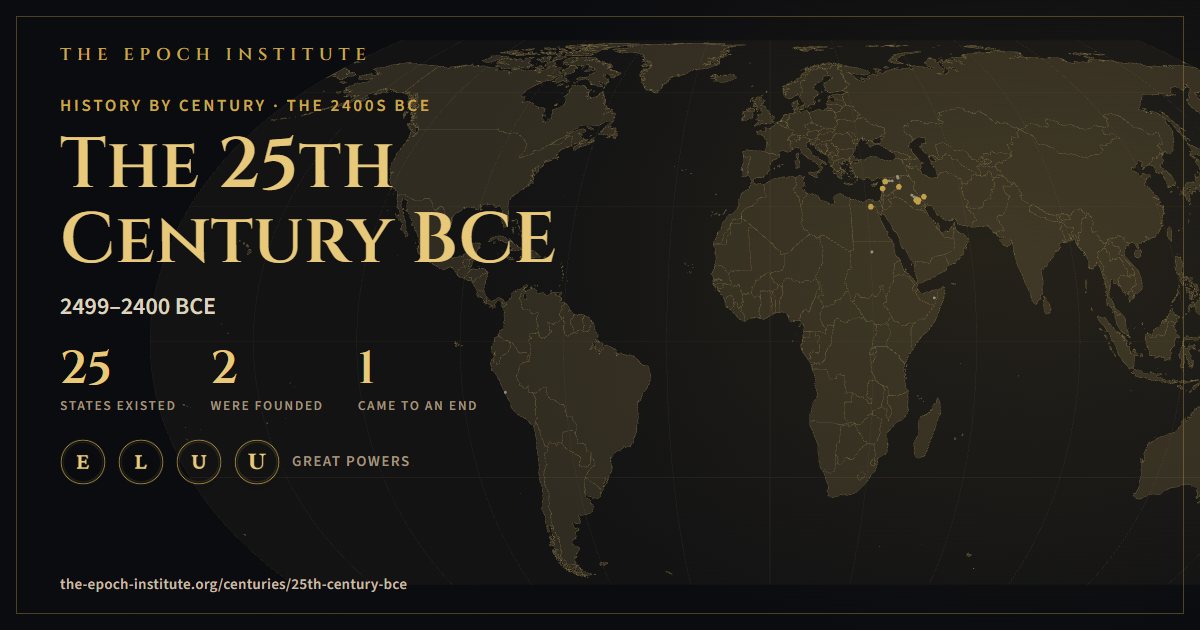 THE EPOCH INSTITUTE
HISTORY BY CENTURY · THE 2400S BCE
THE 25TH
CENTURY BCE
2499–2400 BCE
25 2 1
STATES EXISTED WERE FOUNDED CAME TO AN END
E L U U GREAT POWERS
the-epoch-institute.org/centuries/25th-century-bce